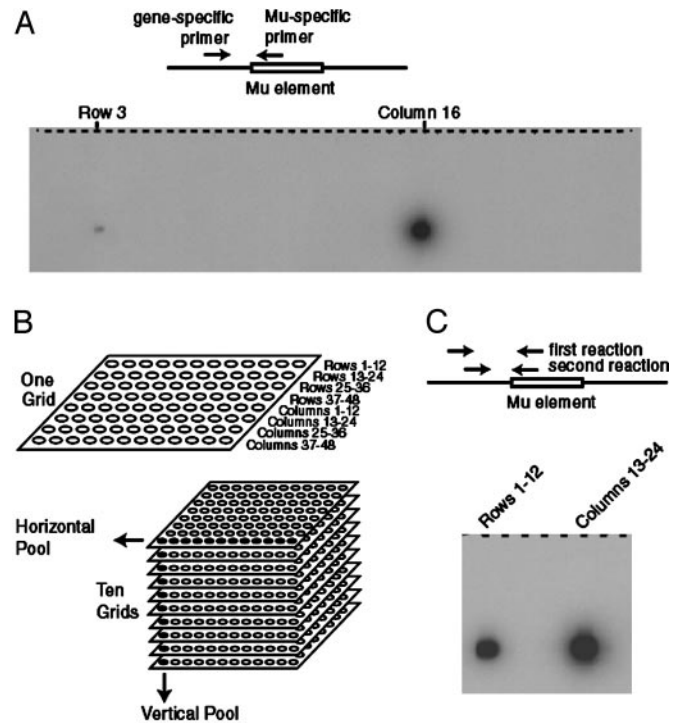 A
gene-specific
primer
Mu-specific
primer
Mu element
Row 3
Column 16
B
One
Grid
Rows 1-12
Rows 13-24
Rows 25-36
Rows 37-48
Columns 1-12
Columns 13-24
Columns 25-36
Columns 37-48
Horizontal
Pool
Ten
Grids
Vertical Pool
C
first reaction
second reaction
Mu element
Rows 1-12
Columns 13-24